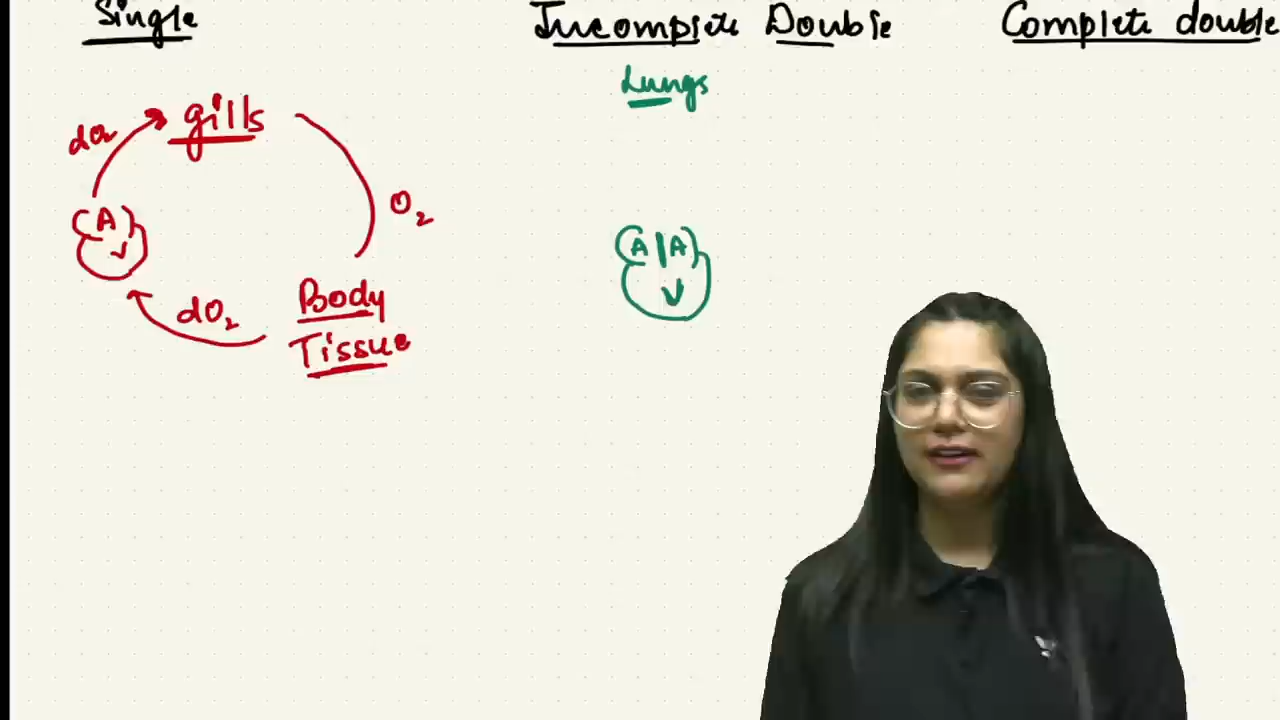 Single
Incomplete Double
Complete double
Lungs
gills
dO2
O2
(A)
V
A | A
V
dO2
Body
Tissue